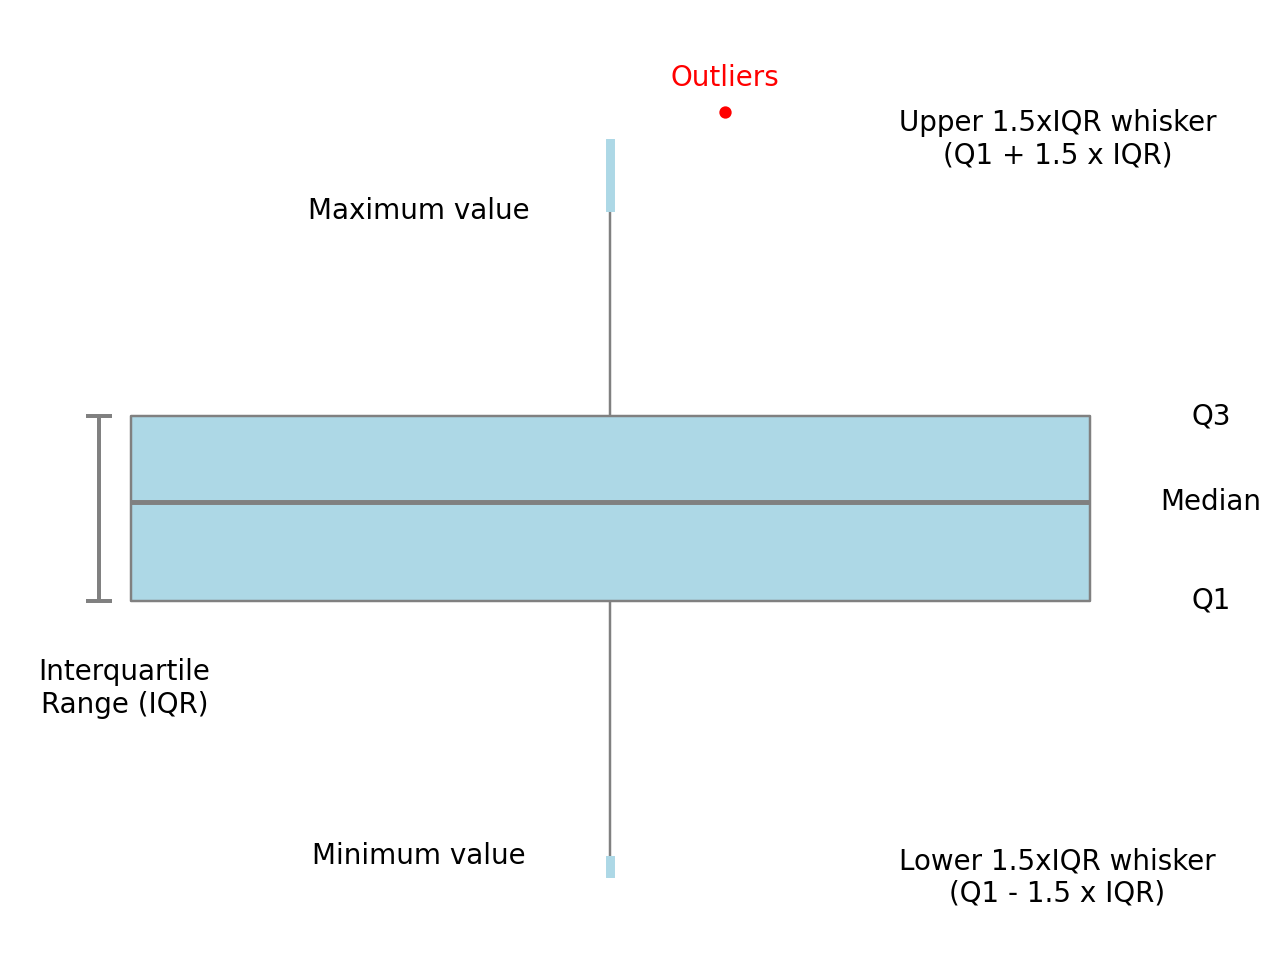 Outliers
Upper 1.5xIQR whisker
(Q1 + 1.5 x IQR)
Maximum value
Q3
Median
Q1
Interquartile
Range (IQR)
Minimum value
Lower 1.5xIQR whisker
(Q1 - 1.5 x IQR)